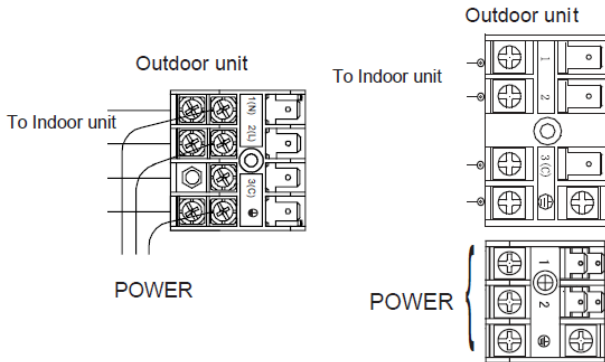 Outdoor unit
To Indoor unit
1(N)
2(L)
3(C)
POWER
Outdoor unit
To Indoor unit
1
2
3(C)
POWER
1
2